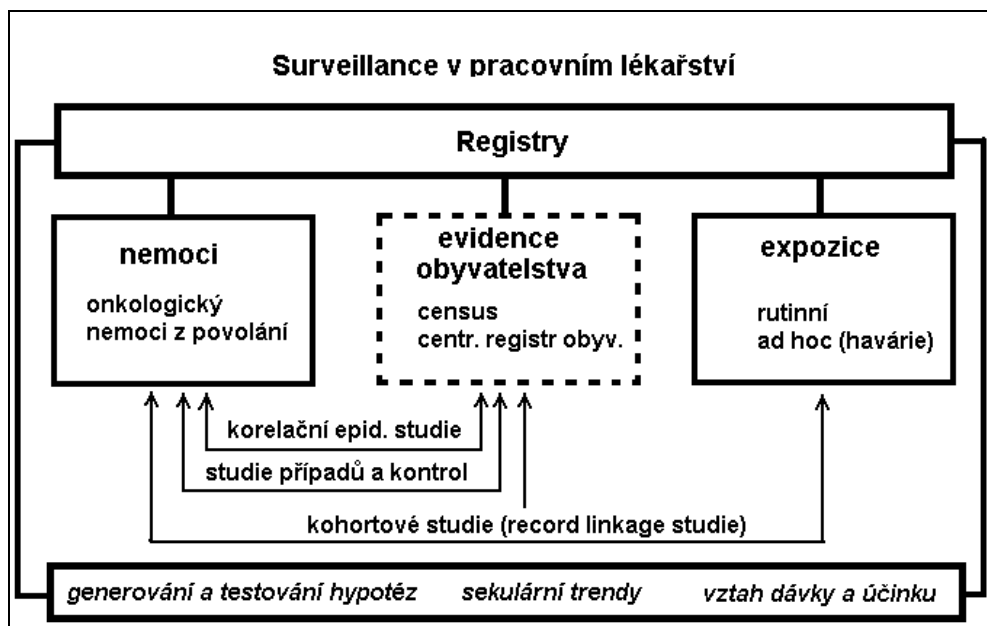 Surveillance v pracovním lékařství
Registry
nemoci
onkologický
nemoci z povolání
evidence
obyvatelstva
census
centr. registr obyv.
expozice
rutinní
ad hoc (havárie)
korelační epid. studie
studie případů a kontrol
kohortové studie (record linkage studie)
generování a testování hypotéz sekulární trendy vztah dávky a účinku